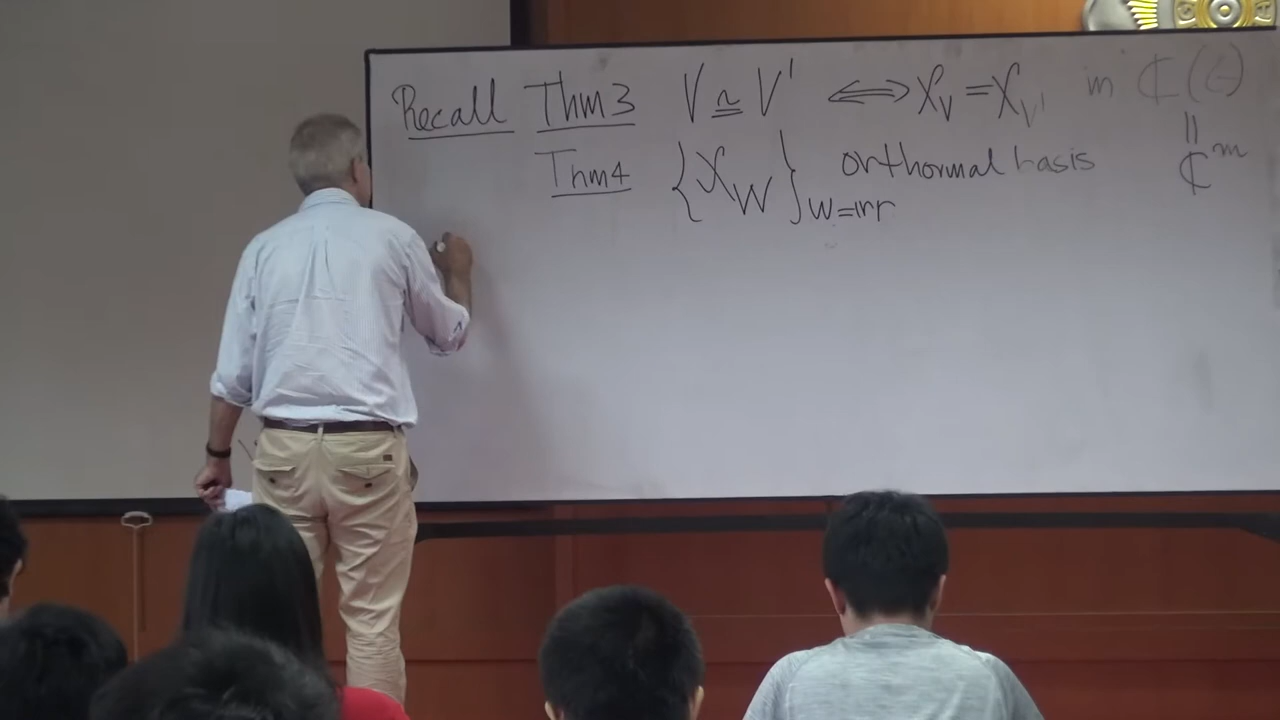 Recall Thm3 V ≅ V' ⟺ χ_V = χ_V' in ℂ(G)
Thm4 {χ_W}_W=irr orthormal basis
||
ℂ^m